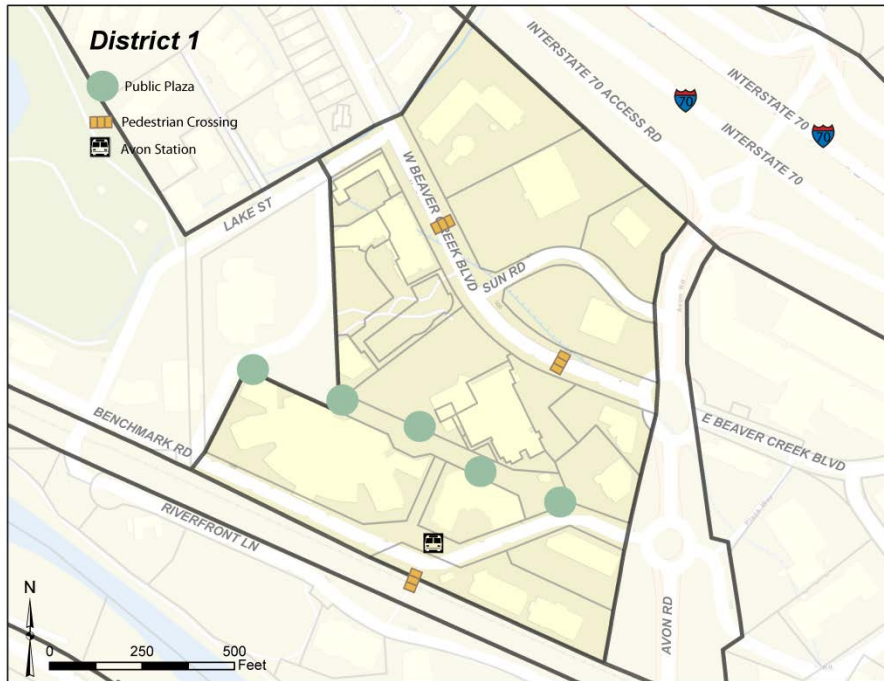 District 1
Public Plaza
Pedestrian Crossing
Avon Station
INTERSTATE 70 ACCESS RD
INTERSTATE 70
INTERSTATE 70
70
70
LAKE ST
W BEAVER CREEK BLVD
SUN RD
Avon Rd
BENCHMARK RD
E BEAVER CREEK BLVD
RIVERFRONT LN
AVON RD
N
0 250 500
Feet